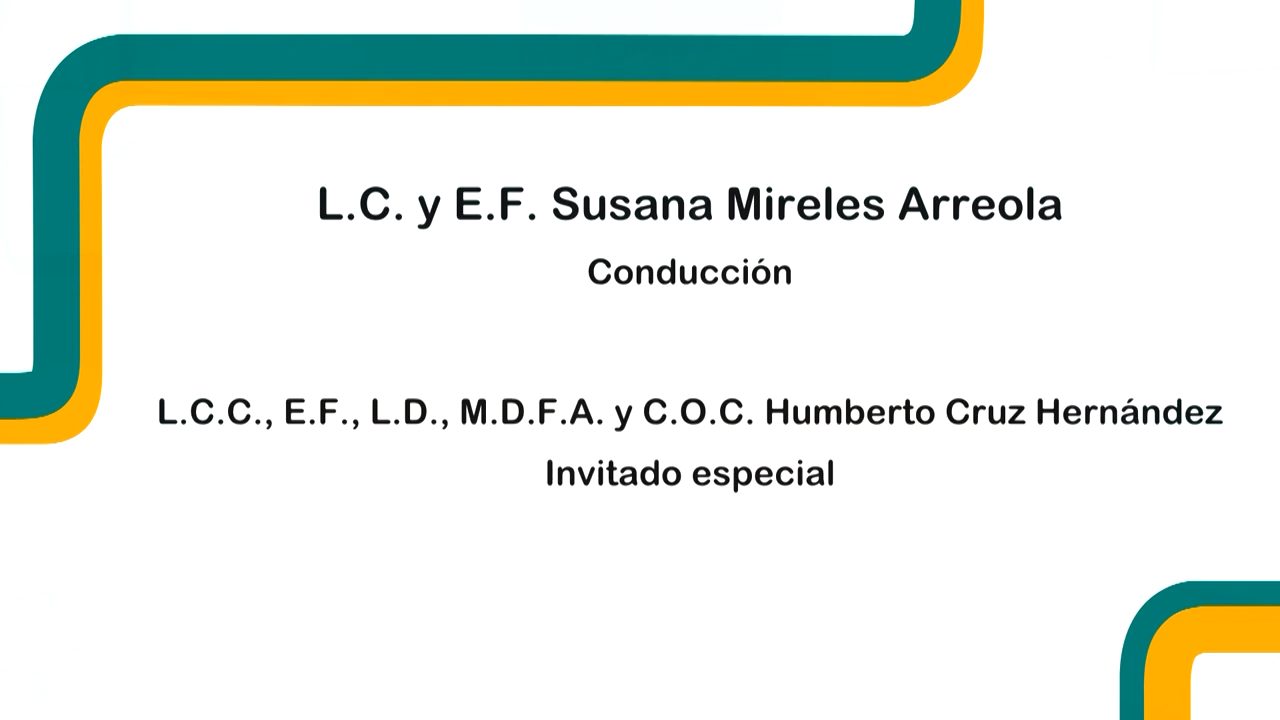 L.C. y E.F. Susana Mireles Arreola
Conducción
L.C.C., E.F., L.D., M.D.F.A. y C.O.C. Humberto Cruz Hernández
Invitado especial